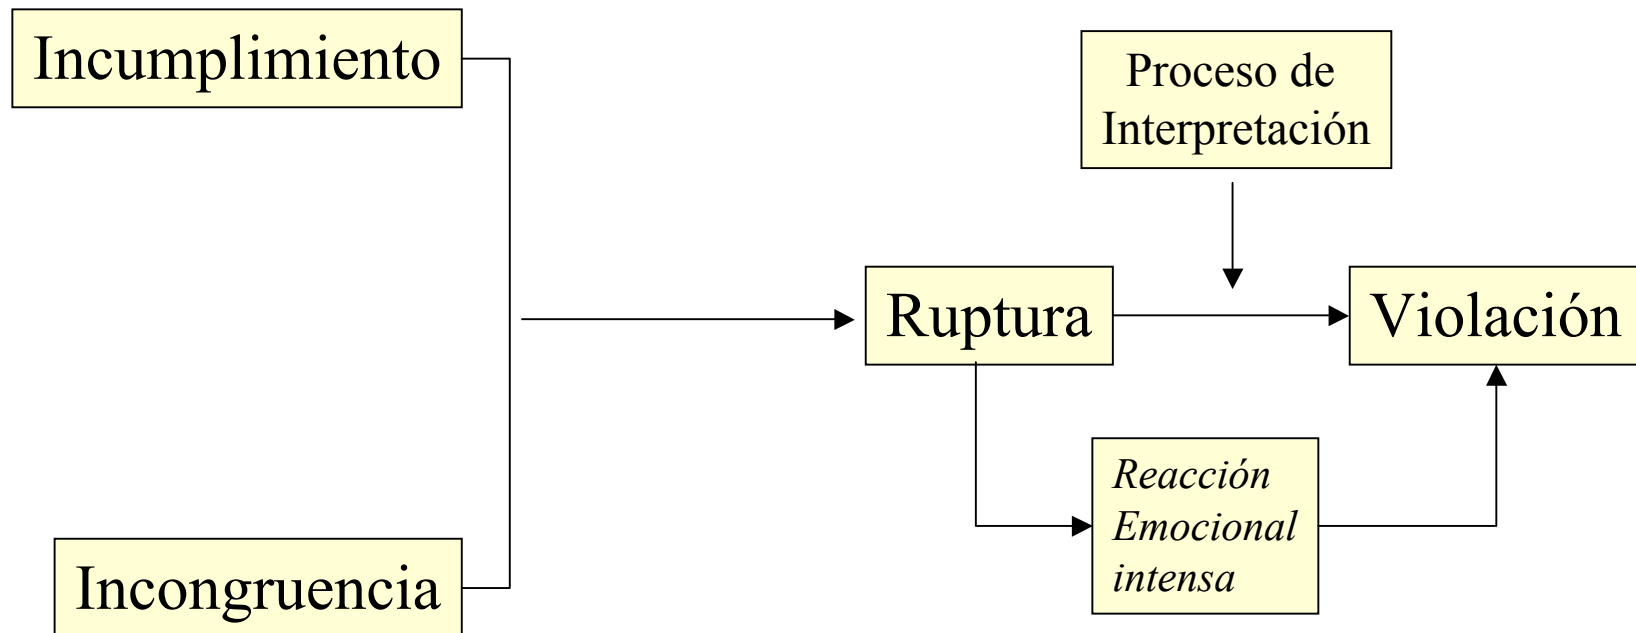 Incumplimiento
Proceso de
Interpretación
Ruptura
Violación
Reacción
Emocional
intensa
Incongruencia